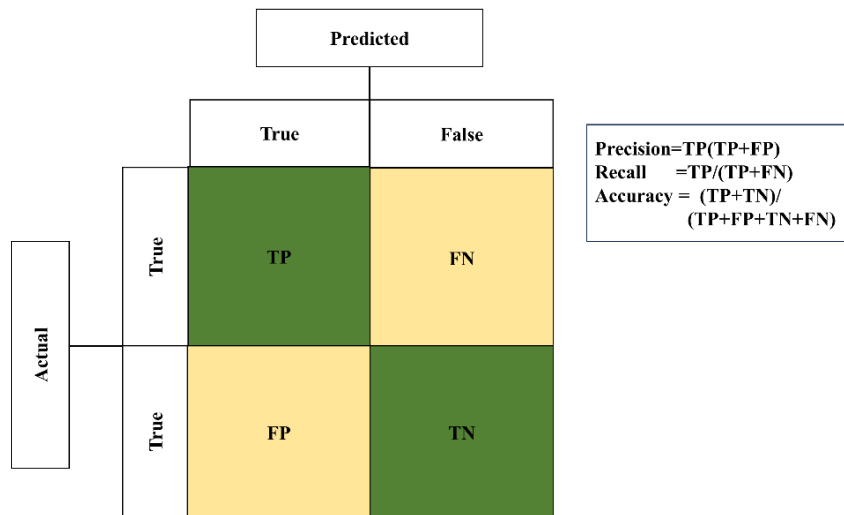 Predicted
True
False
Precision=TP(TP+FP)
Recall =TP/(TP+FN)
Accuracy = (TP+TN)/
(TP+FP+TN+FN)
Actual
True
TP
FN
True
FP
TN